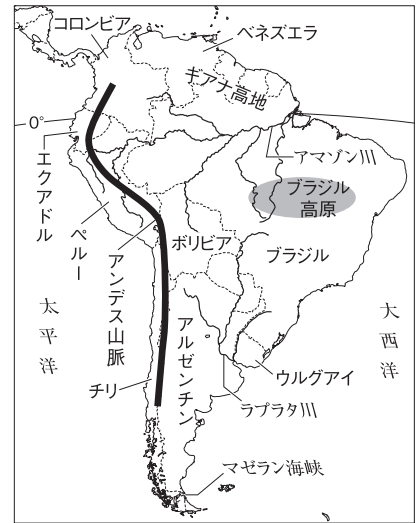 コロンビア
ベネズエラ
ギアナ高地
0°
アマゾン川
エクアドル
ブラジル
高原
ペルー
ボリビア
ブラジル
アンデス山脈
太平洋
大西洋
アルゼンチン
チリ
ウルグアイ
ラプラタ川
マゼラン海峡